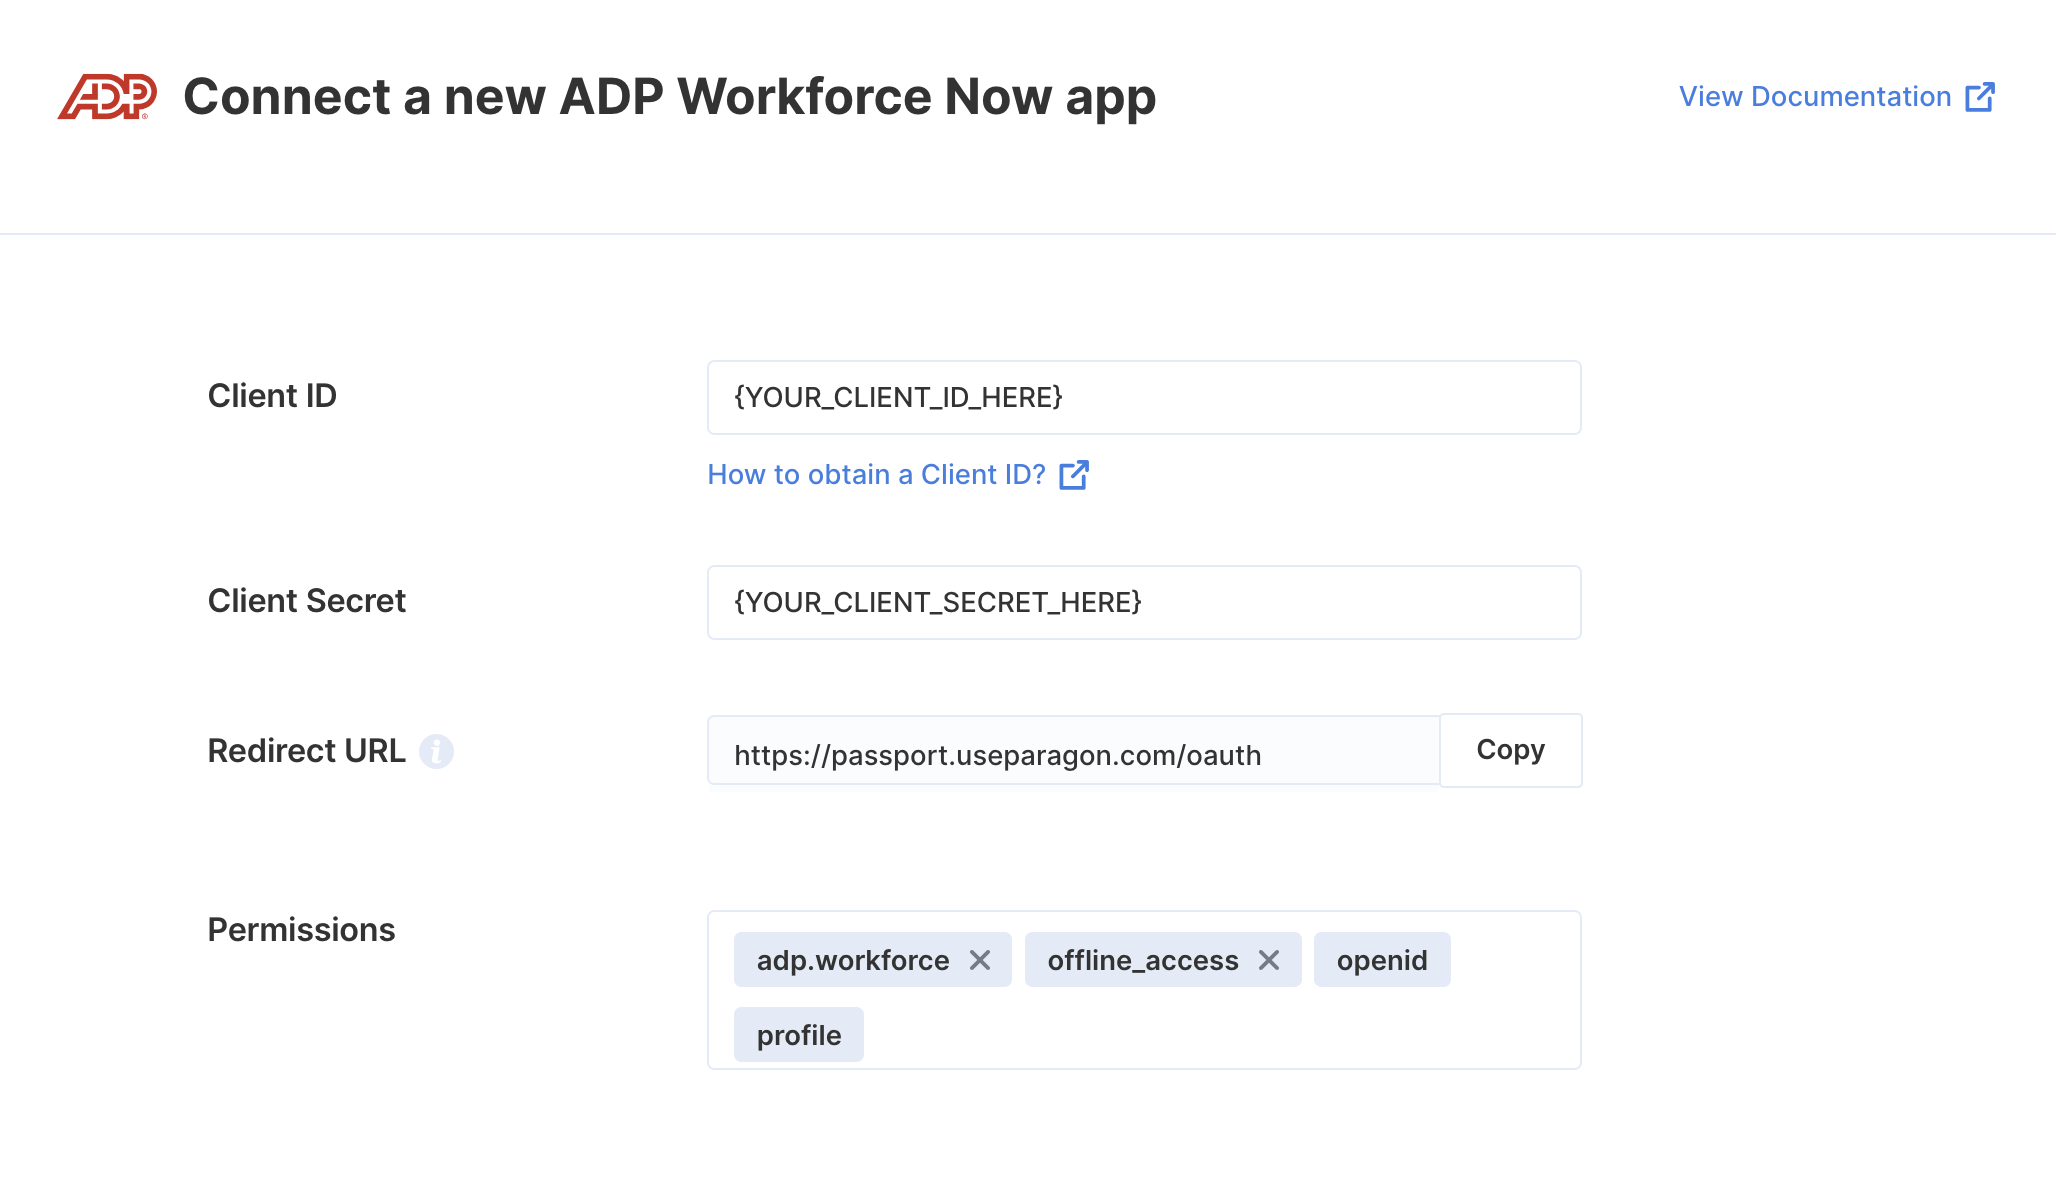 ADP Connect a new ADP Workforce Now app View Documentation
Client ID {YOUR_CLIENT_ID_HERE}
How to obtain a Client ID?
Client Secret {YOUR_CLIENT_SECRET_HERE}
Redirect URL i https://passport.useparagon.com/oauth Copy
Permissions adp.workforce offline_access openid
profile